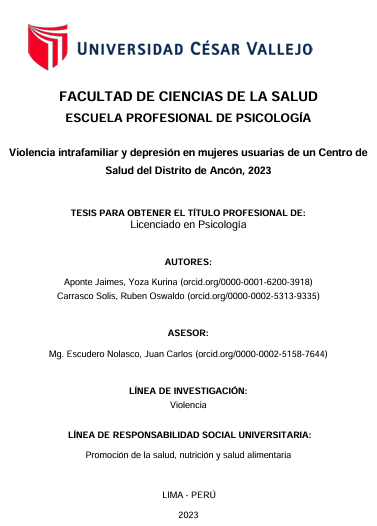 UNIVERSIDAD CÉSAR VALLEJO
FACULTAD DE CIENCIAS DE LA SALUD
ESCUELA PROFESIONAL DE PSICOLOGÍA
Violencia intrafamiliar y depresión en mujeres usuarias de un Centro de
Salud del Distrito de Ancón, 2023
TESIS PARA OBTENER EL TÍTULO PROFESIONAL DE:
Licenciado en Psicología
AUTORES:
Aponte Jaimes, Yoza Kurina (orcid.org/0000-0001-6200-3918)
Carrasco Solis, Ruben Oswaldo (orcid.org/0000-0002-5313-9335)
ASESOR:
Mg. Escudero Nolasco, Juan Carlos (orcid.org/0000-0002-5158-7644)
LÍNEA DE INVESTIGACIÓN:
Violencia
LÍNEA DE RESPONSABILIDAD SOCIAL UNIVERSITARIA:
Promoción de la salud, nutrición y salud alimentaria
LIMA - PERÚ
2023